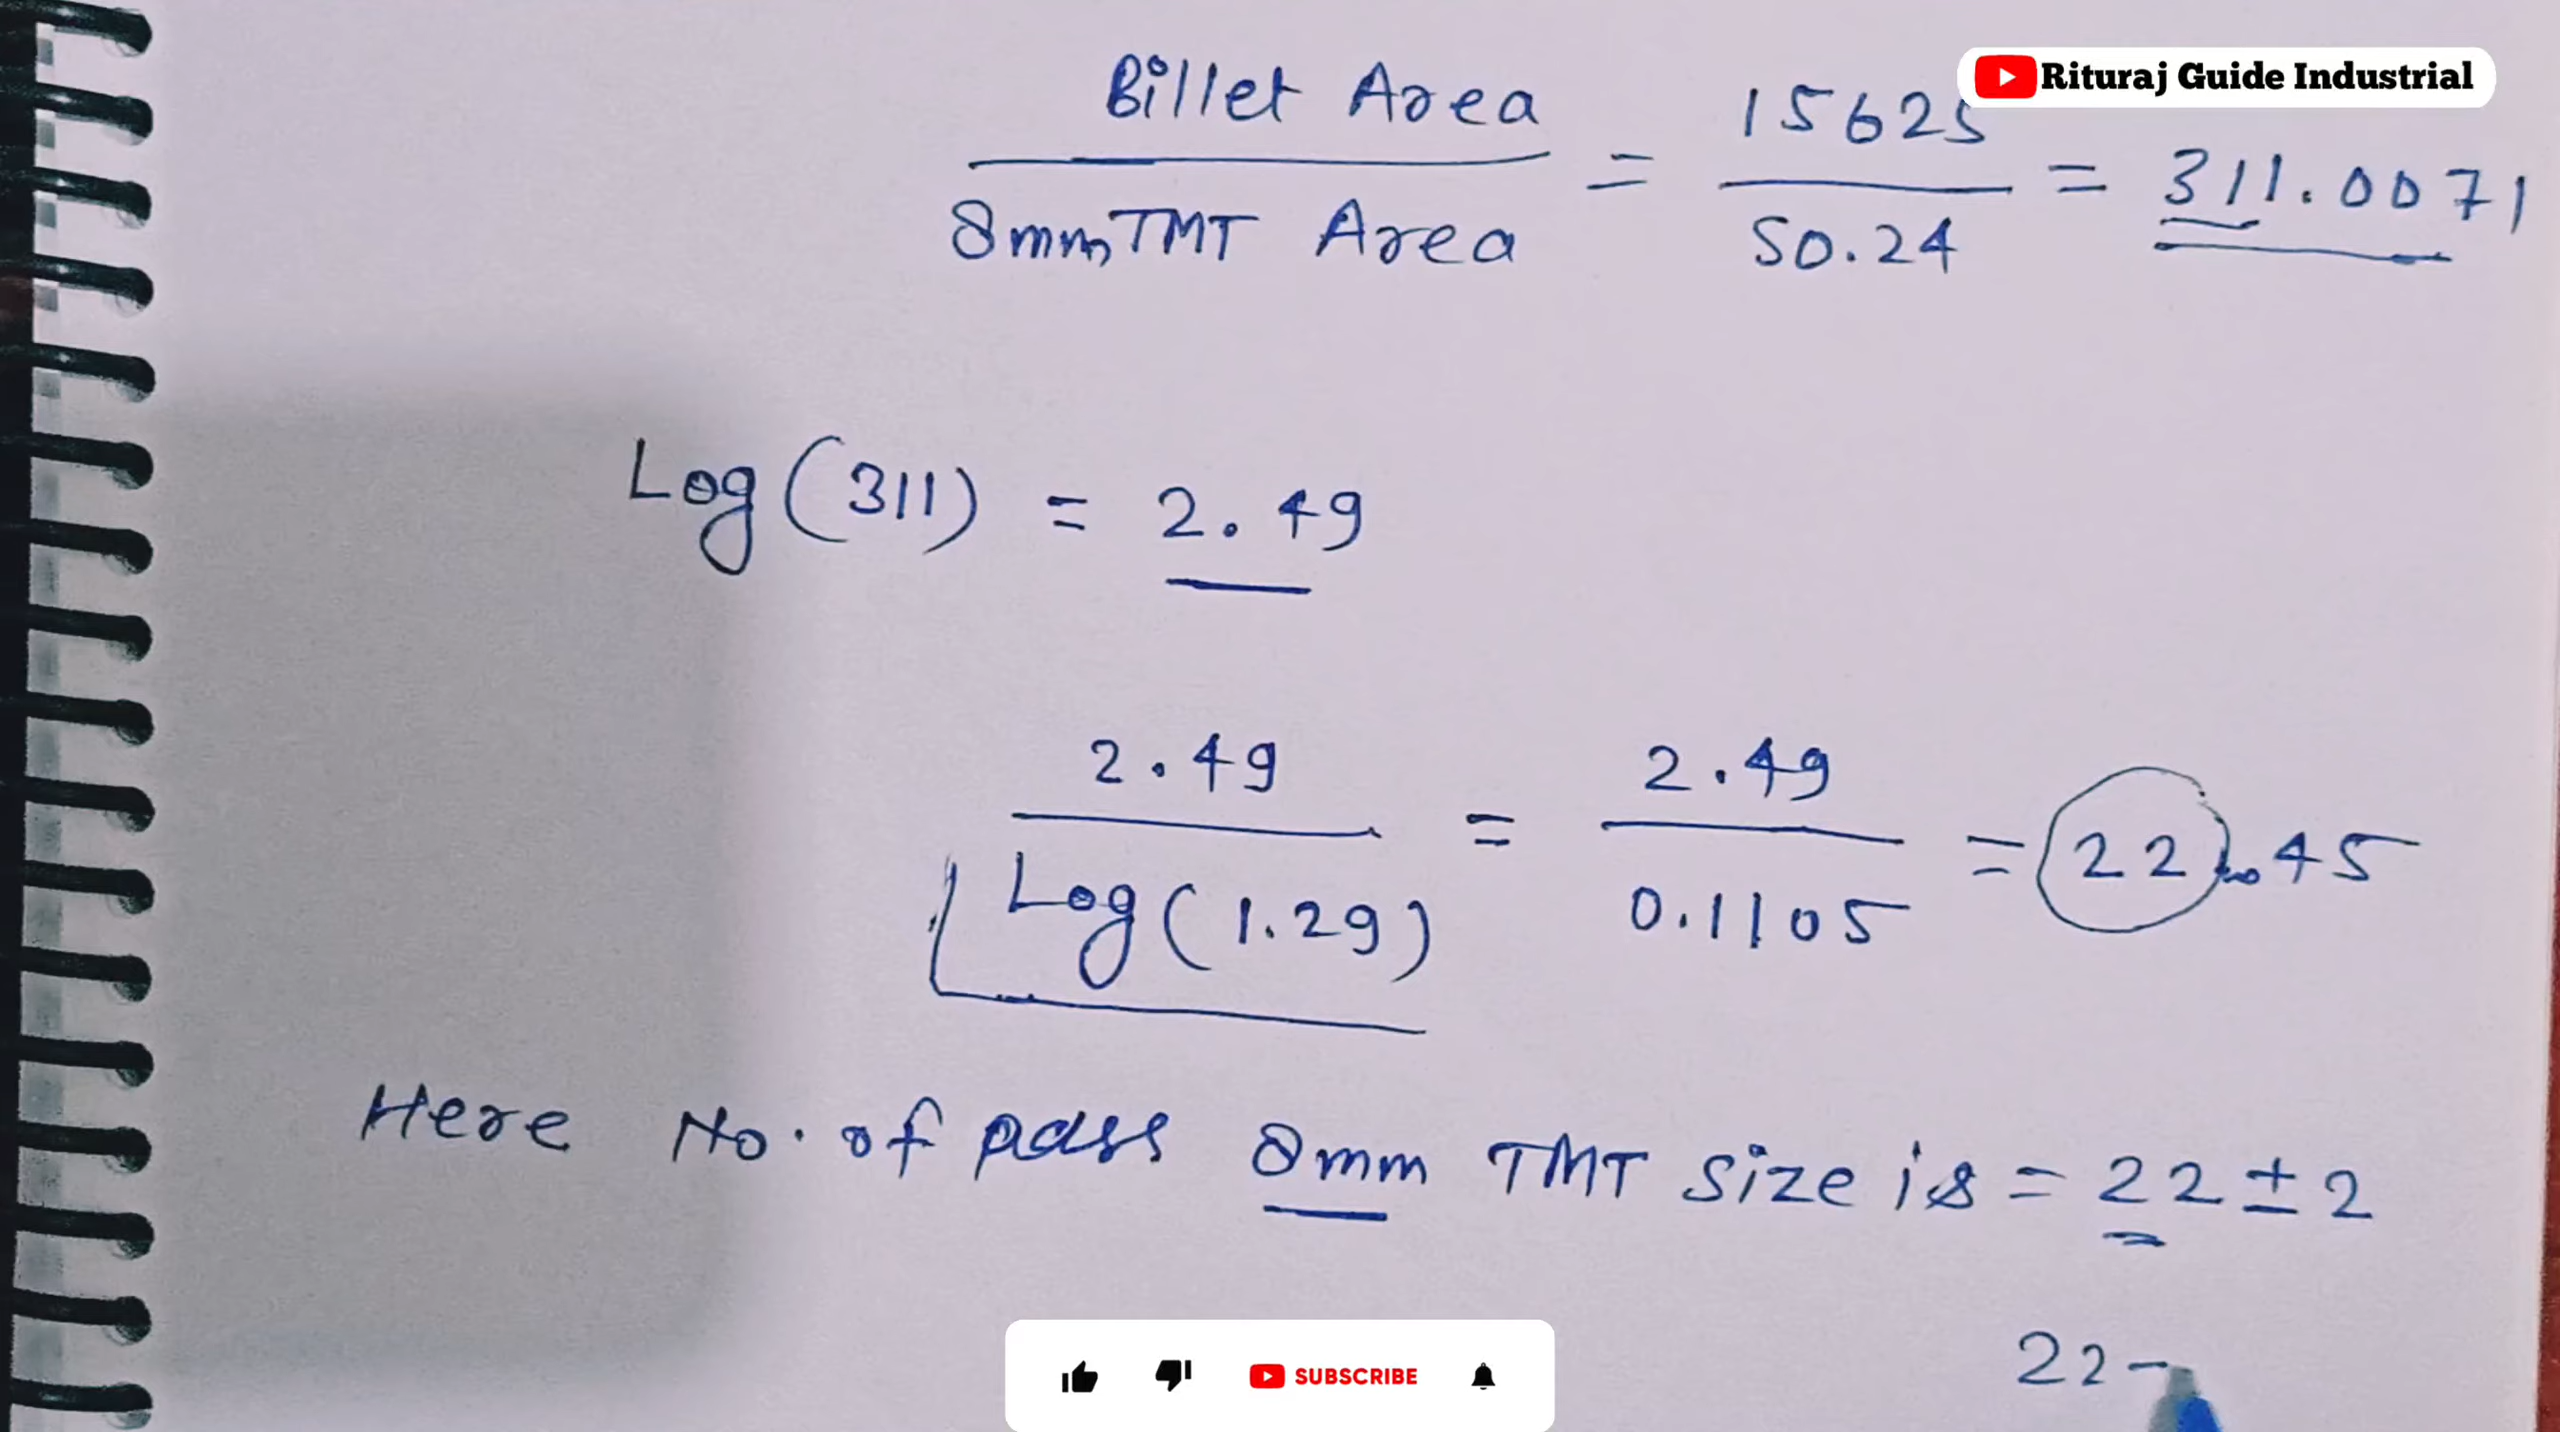 Rituraj Guide Industrial
Billet Area / 8mm TMT Area = 15625 / 50.24 = 311.0071
Log (311) = 2.49
2.49 / Log (1.29) = 2.49 / 0.1105 = 22.45
Here No. of pass 8mm TMT size is = 22 ± 2
22 -
SUBSCRIBE